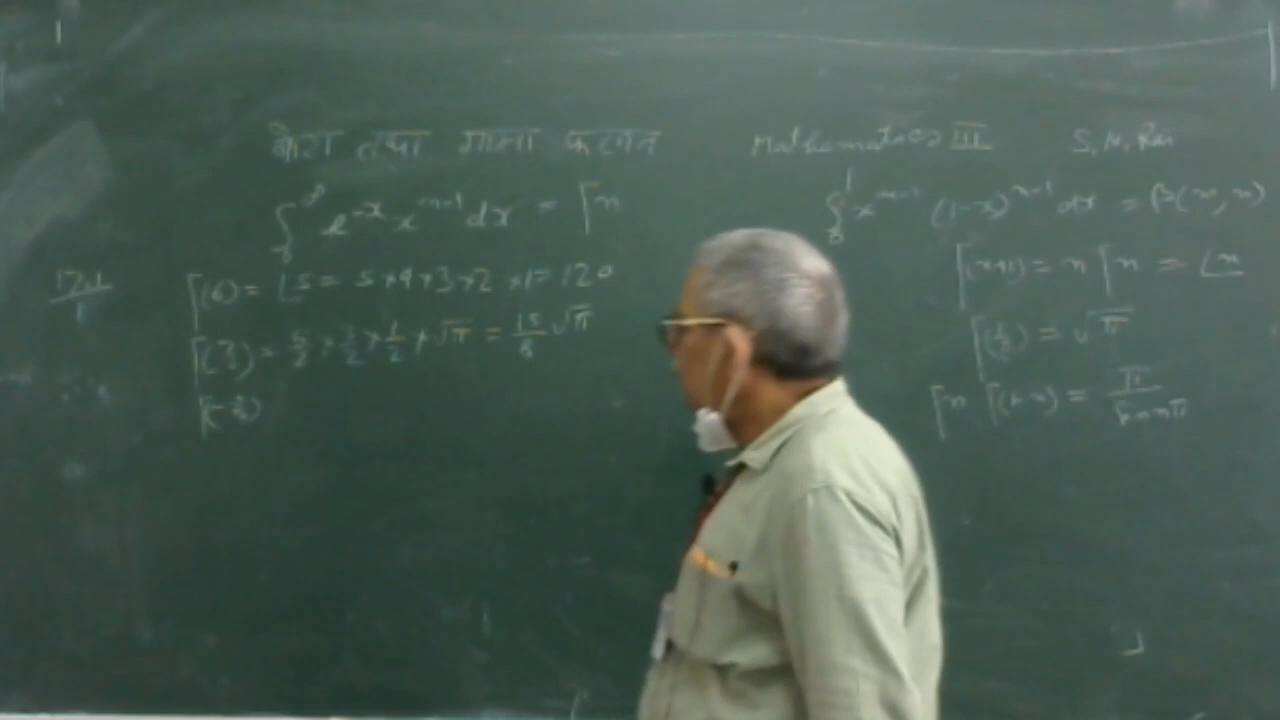 बीटा तथा गामा फलन Mathematics III S. N. Rai
∫₀^∞ e^{-x} x^{n-1} dx = Γn
∫₀^1 x^{m-1} (1-x)^{n-1} dx = β(m, n)
Γ(n+1) = n Γn = ∟n
Γ(6) = ∟5 = 5×4×3×2×1 = 120
Γ(7/2) = 5/2 × 3/2 × 1/2 × √π = 15/8 √π
Γ(1/2) = √π
Γn Γ(1-n) = π / sin nπ